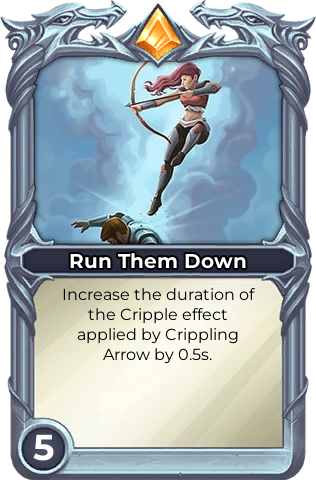 Run Them Down
Increase the duration of
the Cripple effect
applied by Crippling
Arrow by 0.5s.
5